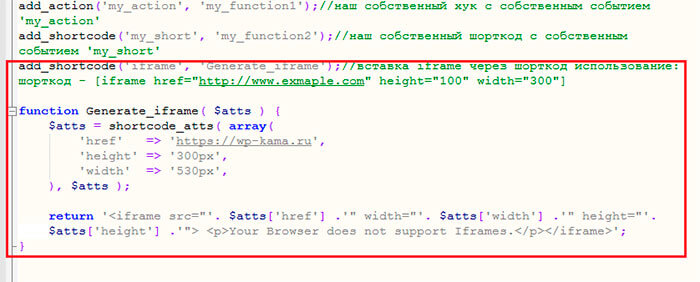 add_action('my_action', 'my_function1');//наш собственный хук с собственным событием
'my_action'
add_shortcode('my_short', 'my_function2');//наш собственный шорткод с собственным
событием 'my_short'
add_shortcode('iframe', 'Generate_iframe');//вставка iframe через шорткод использование:
шорткод - [iframe href="http://www.exmaple.com" height="100" width="300"]
function Generate_iframe( $atts ) {
$atts = shortcode_atts( array(
'href' => 'https://wp-kama.ru',
'height' => '300px',
'width' => '530px',
), $atts );
return '<iframe src="'. $atts['href'] .'" width="'. $atts['width'] .'" height="'.
$atts['height'] .'"> <p>Your Browser does not support Iframes.</p></iframe>';
}